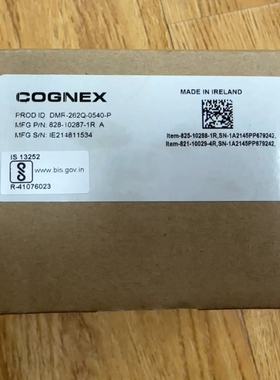 COGNEX
MADE IN IRELAND
PROD ID: DMR-262Q-0540-P
MFG P/N: 828-10287-1R A
MFG S/N: IE214811534
Item-825-10288-1R,SN-1A2145PP679242,
Item-821-10029-4R,SN-1A2145PP679242,
IS 13252
www.bis.gov.in
R-41076023